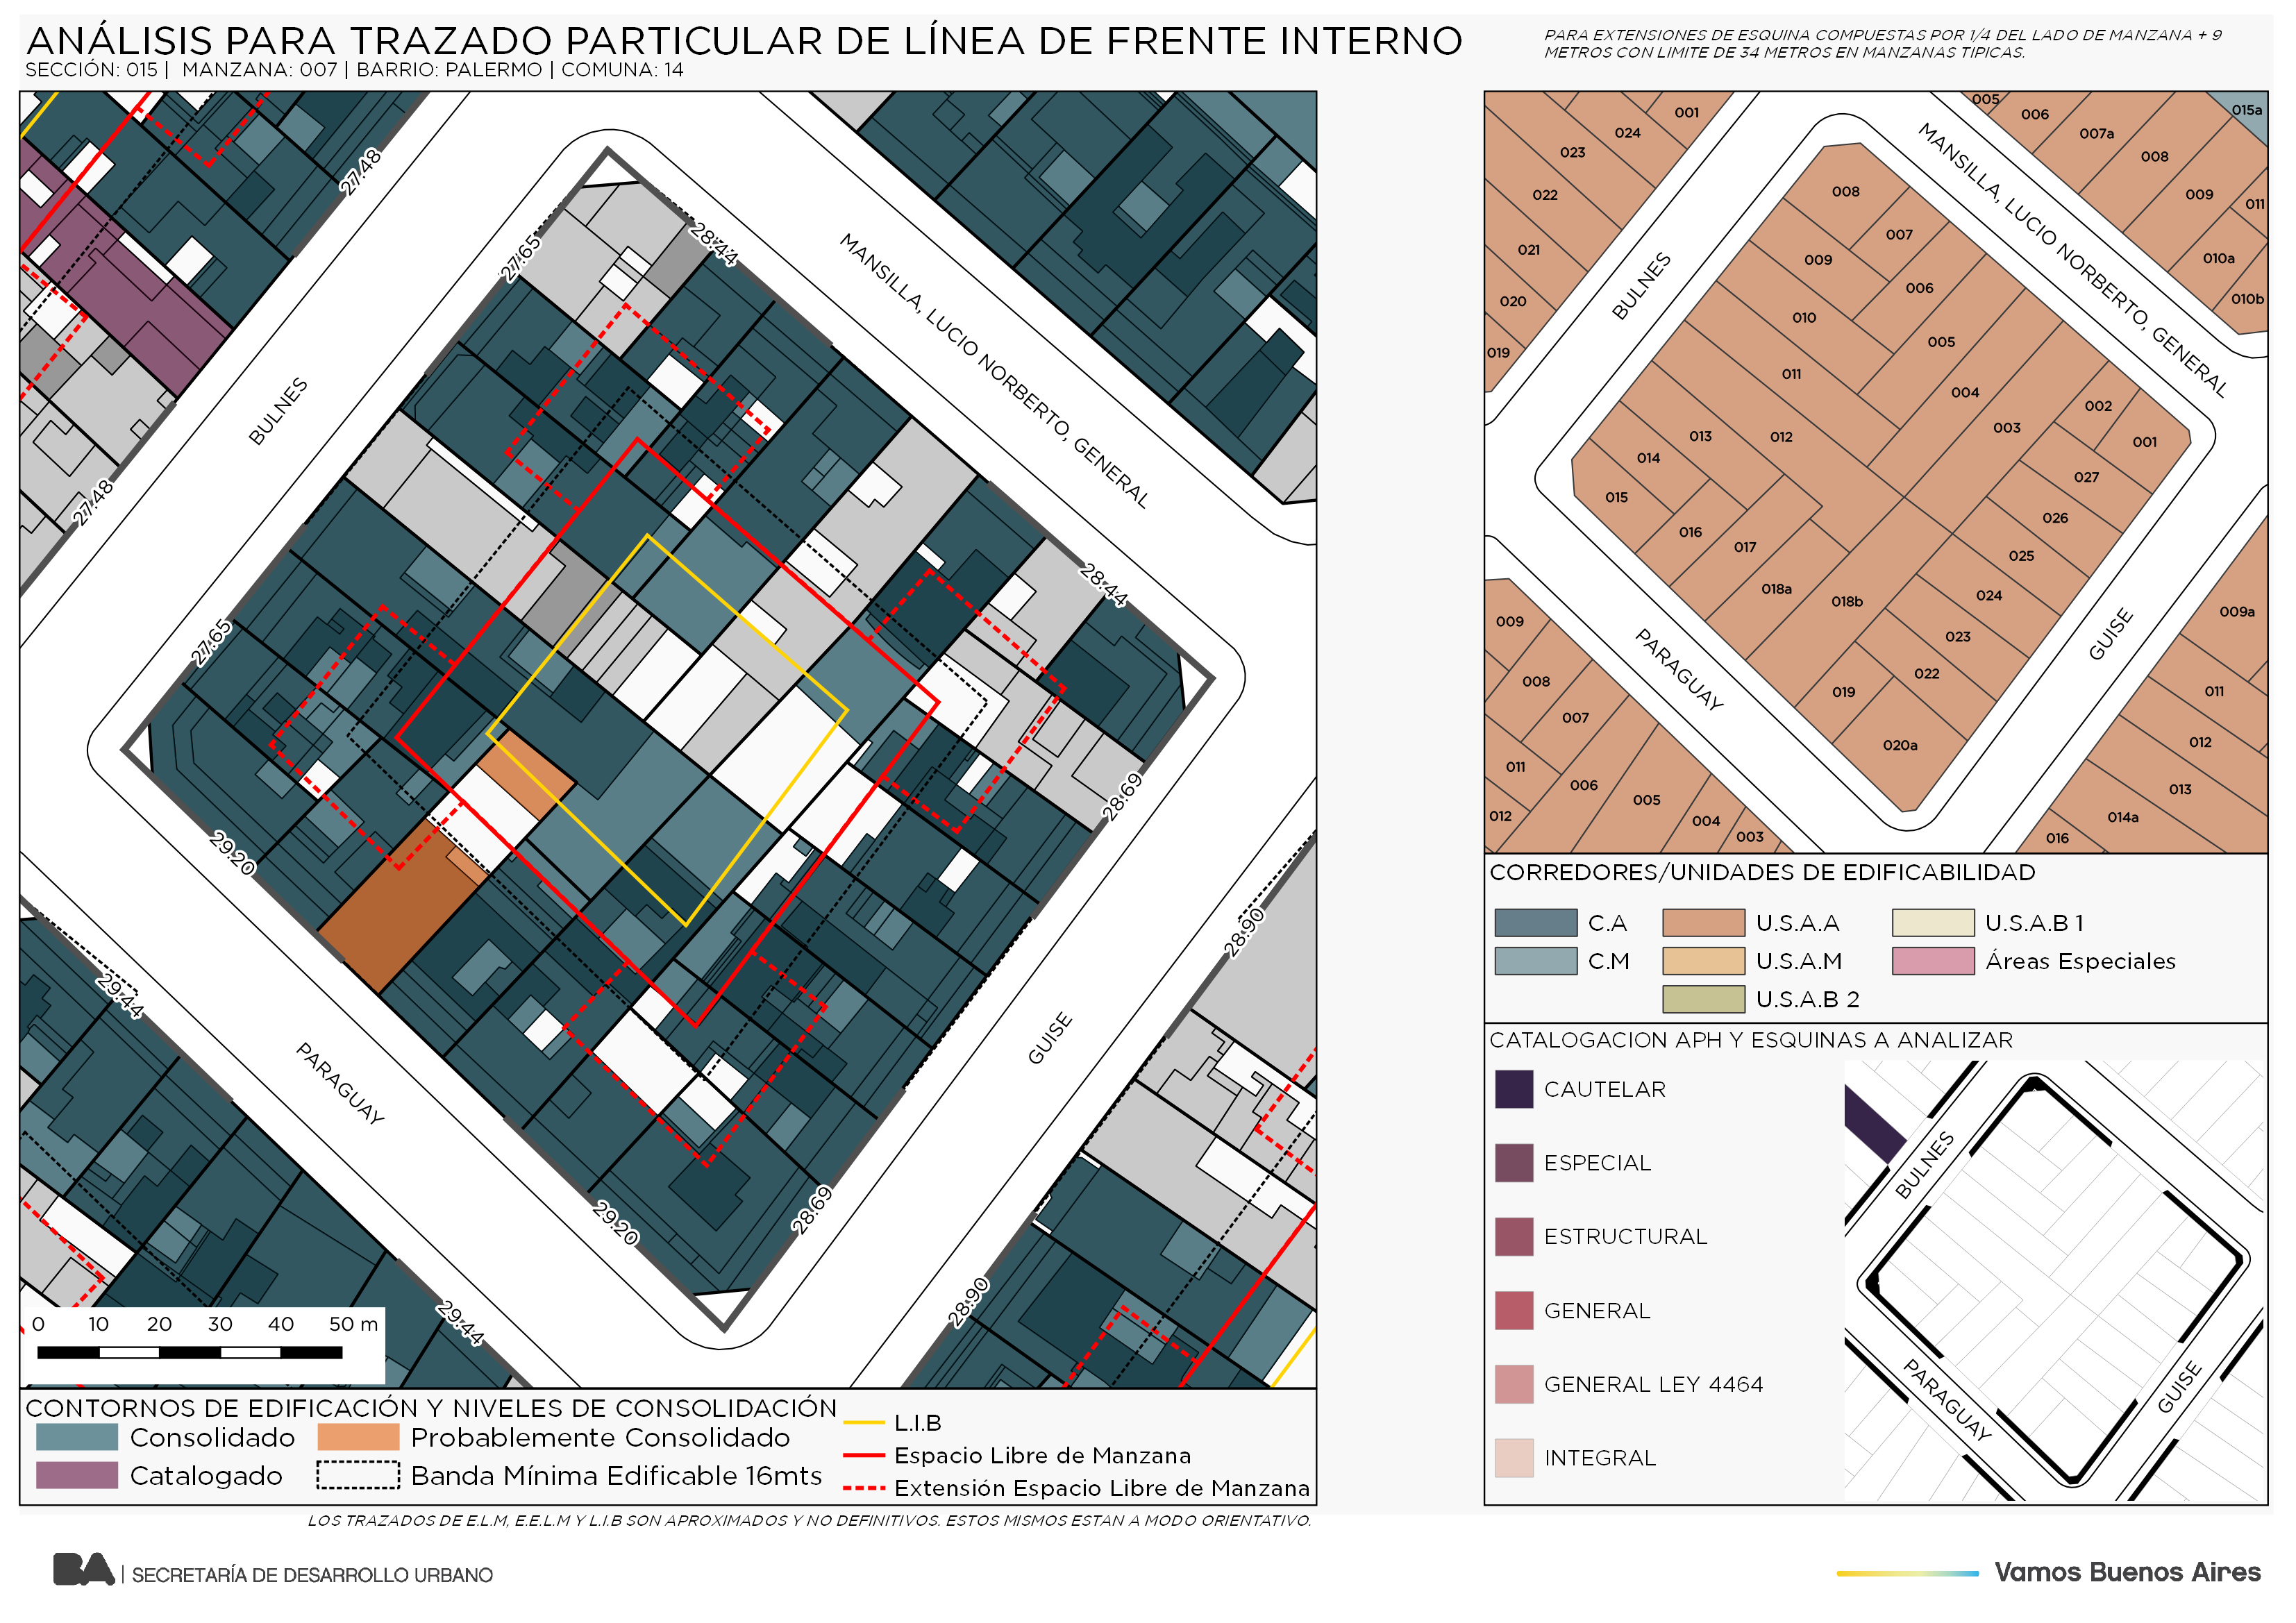 ANÁLISIS PARA TRAZADO PARTICULAR DE LÍNEA DE FRENTE INTERNO
SECCIÓN: 015 | MANZANA: 007 | BARRIO: PALERMO | COMUNA: 14
PARA EXTENSIONES DE ESQUINA COMPUESTAS POR 1/4 DEL LADO DE MANZANA + 9
METROS CON LIMITE DE 34 METROS EN MANZANAS TIPICAS.
27.48
27.65
28.44
MANSILLA, LUCIO NORBERTO, GENERAL
BULNES
27.48
28.44
27.65
28.69
29.20
28.90
29.44
PARAGUAY
GUISE
28.69
29.20
28.90
29.44
0 10 20 30 40 50 m
CONTORNOS DE EDIFICACIÓN Y NIVELES DE CONSOLIDACIÓN
Consolidado
Probablemente Consolidado
Catalogado
Banda Mínima Edificable 16mts
L.I.B
Espacio Libre de Manzana
Extensión Espacio Libre de Manzana
LOS TRAZADOS DE E.L.M, E.E.L.M Y L.I.B SON APROXIMADOS Y NO DEFINITIVOS. ESTOS MISMOS ESTAN A MODO ORIENTATIVO.
001
024
023
022
021
020
019
005
006
007a
008
009
011
010a
010b
015a
MANSILLA, LUCIO NORBERTO, GENERAL
BULNES
008
007
009
006
010
005
011
004
002
003
001
013
012
014
027
015
026
016
017
025
018a
018b
024
023
022
019
020a
PARAGUAY
GUISE
009
008
007
011
006
005
012
004
003
009a
011
012
013
014a
016
CORREDORES/UNIDADES DE EDIFICABILIDAD
C.A
U.S.A.A
U.S.A.B 1
C.M
U.S.A.M
Áreas Especiales
U.S.A.B 2
CATALOGACION APH Y ESQUINAS A ANALIZAR
CAUTELAR
ESPECIAL
ESTRUCTURAL
GENERAL
GENERAL LEY 4464
INTEGRAL
BULNES
PARAGUAY
GUISE
BA | SECRETARÍA DE DESARROLLO URBANO
Vamos Buenos Aires